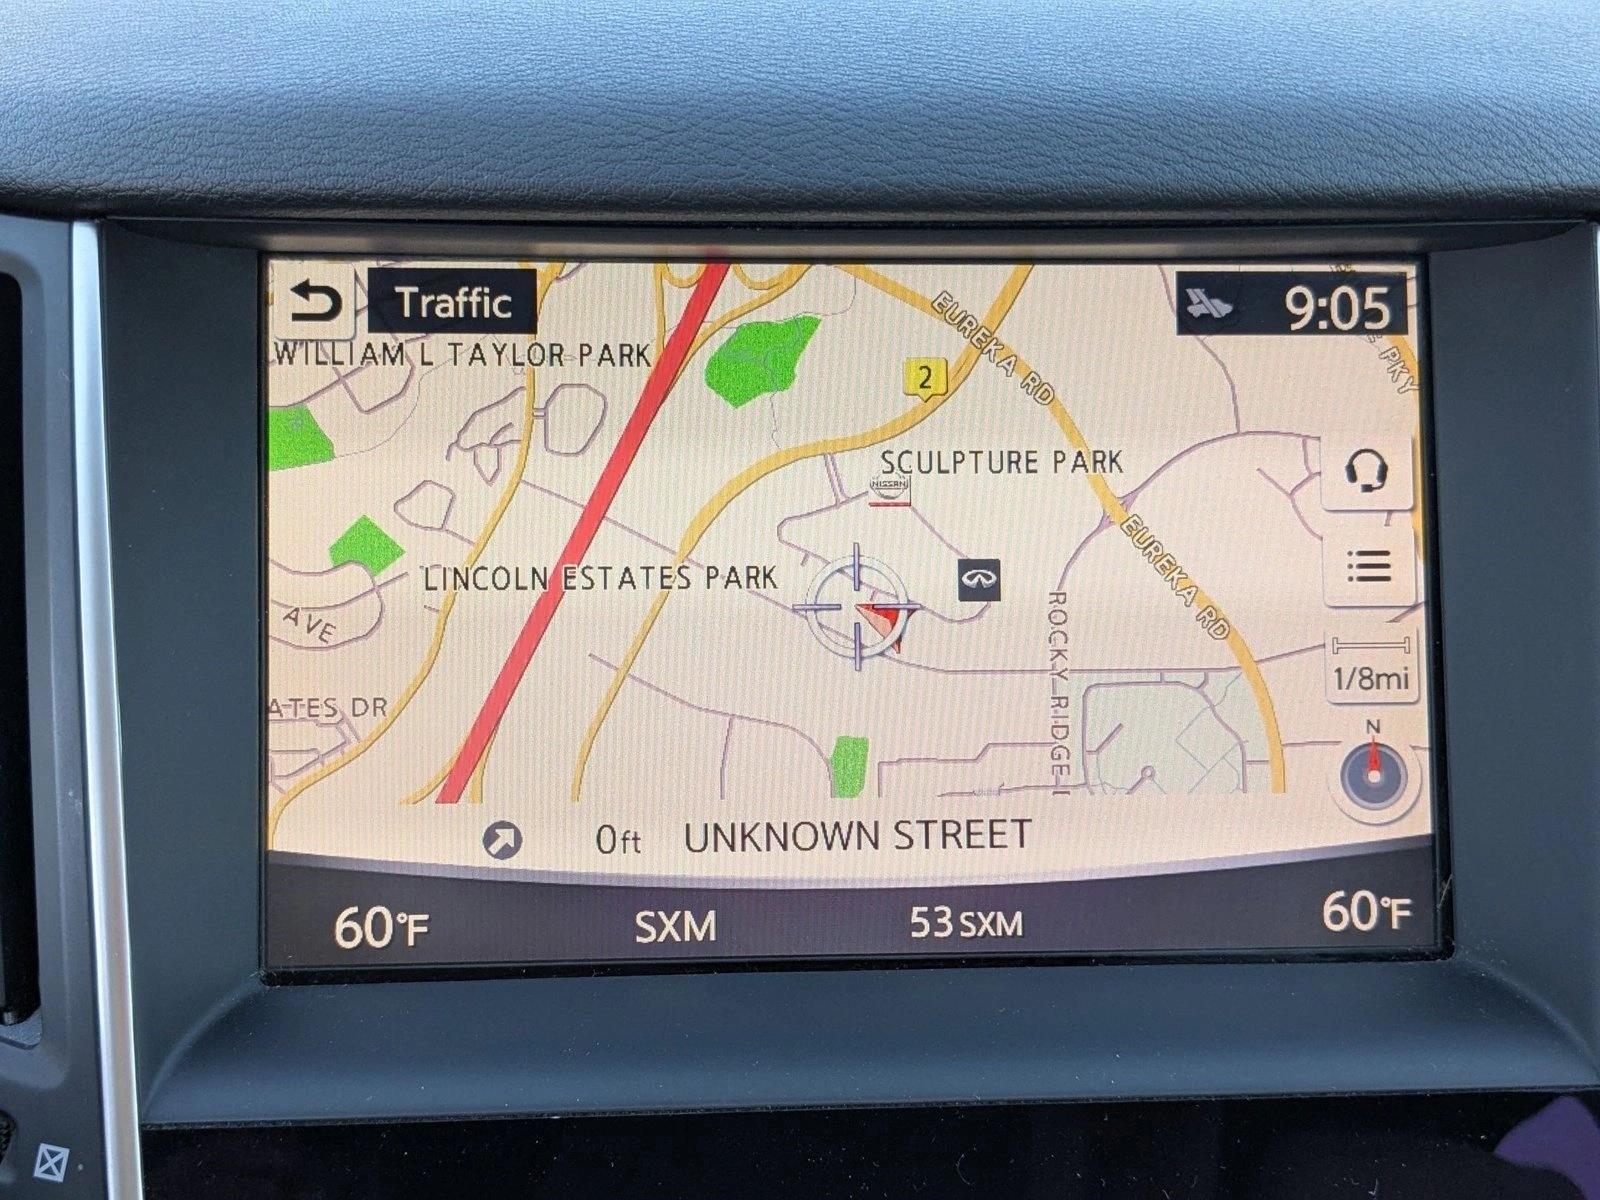 Traffic
9:05
WILLIAM L TAYLOR PARK
EUREKA RD
PKY
2
SCULPTURE PARK
NISSAN
EUREKA RD
LINCOLN ESTATES PARK
AVE
ROCKY RIDGE
1/8mi
ATES DR
N
0ft UNKNOWN STREET
60°F SXM 53 SXM 60°F